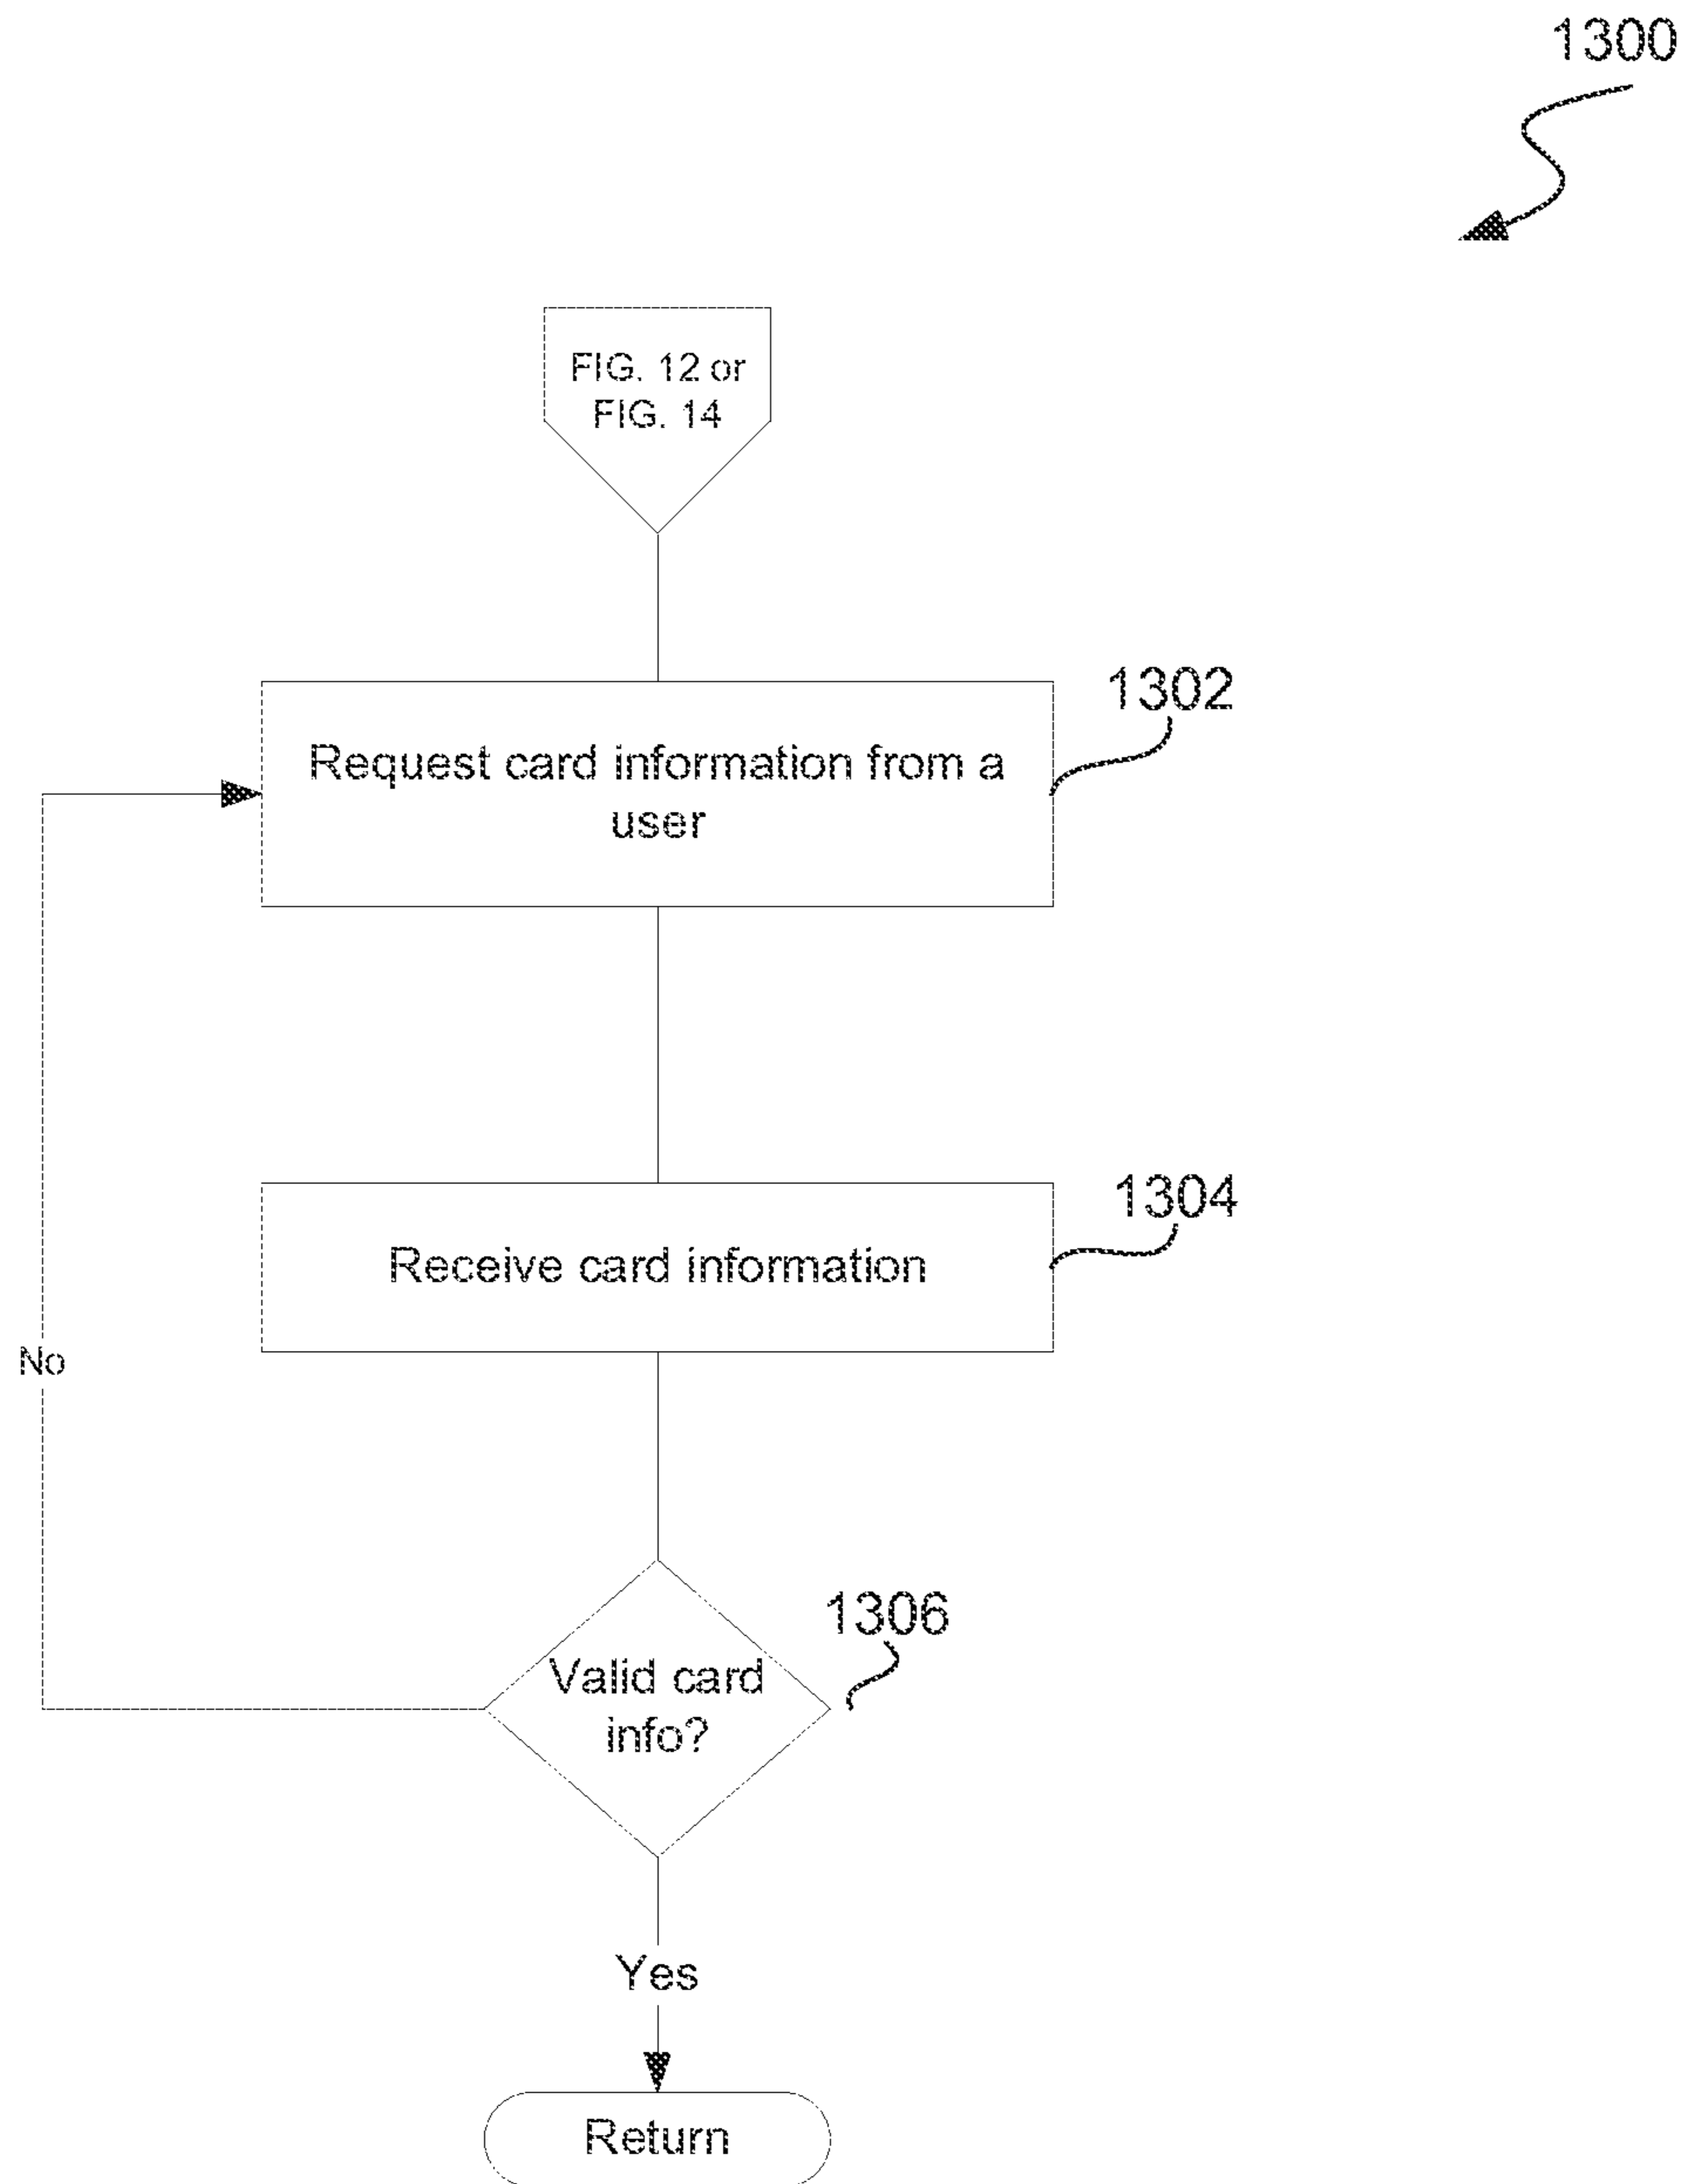 1300
FIG. 12 or
FIG. 14
1302
Request card information from a
user
1304
Receive card information
No
1306
Valid card
info?
Yes
Return